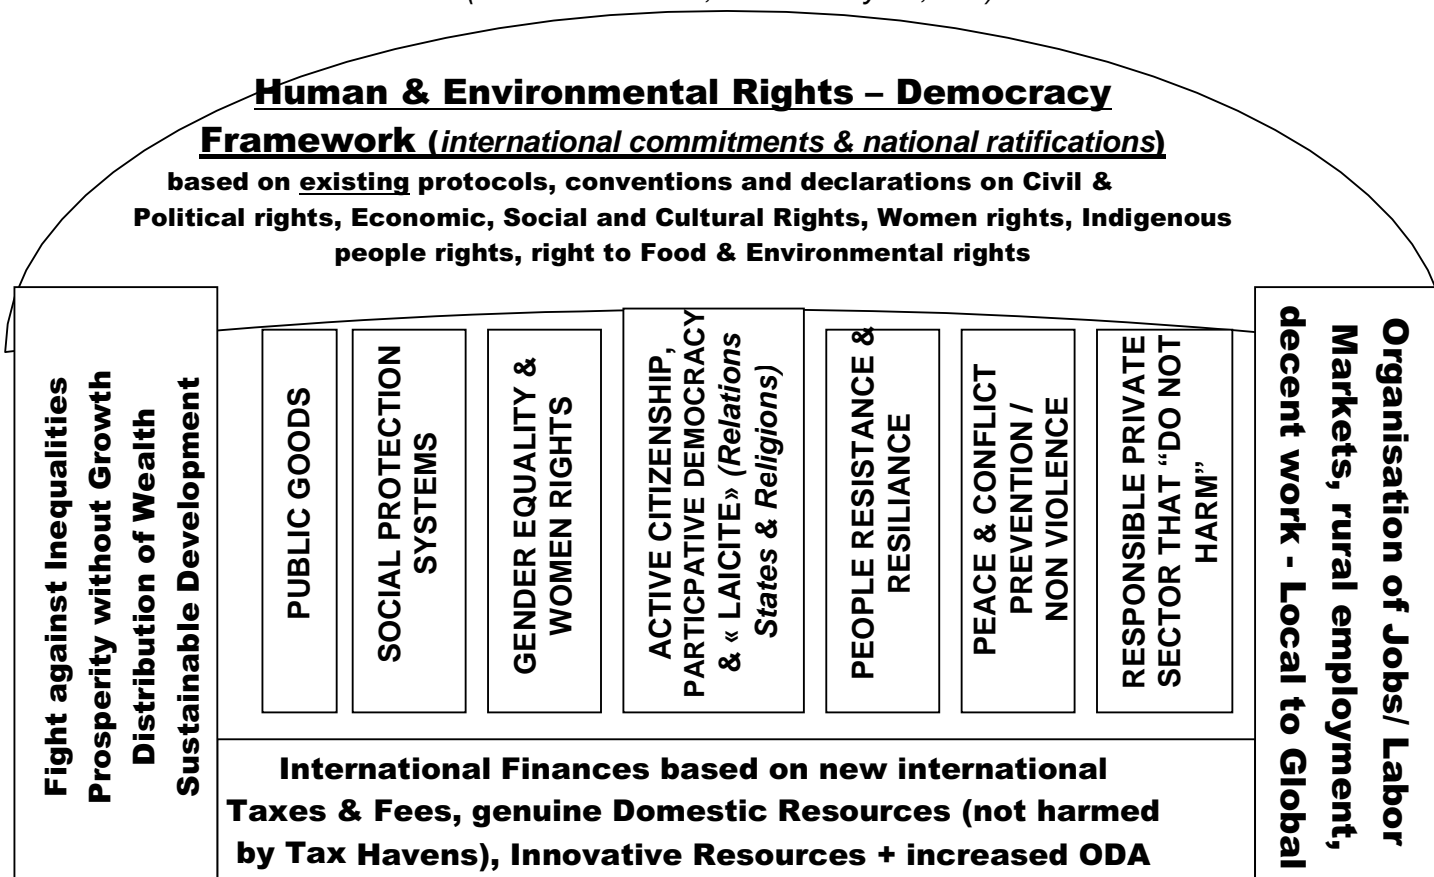 Human & Environmental Rights – Democracy
Framework (international commitments & national ratifications)
based on existing protocols, conventions and declarations on Civil &
Political rights, Economic, Social and Cultural Rights, Women rights, Indigenous
people rights, right to Food & Environmental rights
Fight against Inequalities
Prosperity without Growth
Distribution of Wealth
Sustainable Development
PUBLIC GOODS
SOCIAL PROTECTION
SYSTEMS
GENDER EQUALITY &
WOMEN RIGHTS
ACTIVE CITIZENSHIP,
PARTICPATIVE DEMOCRACY
& « LAICITE» (Relations
States & Religions)
PEOPLE RESISTANCE &
RESILIANCE
PEACE & CONFLICT
PREVENTION /
NON VIOLENCE
RESPONSIBLE PRIVATE
SECTOR THAT “DO NOT
HARM”
Organisation of Jobs/ Labor
Markets, rural employment,
decent work - Local to Global
International Finances based on new international
Taxes & Fees, genuine Domestic Resources (not harmed
by Tax Havens), Innovative Resources + increased ODA